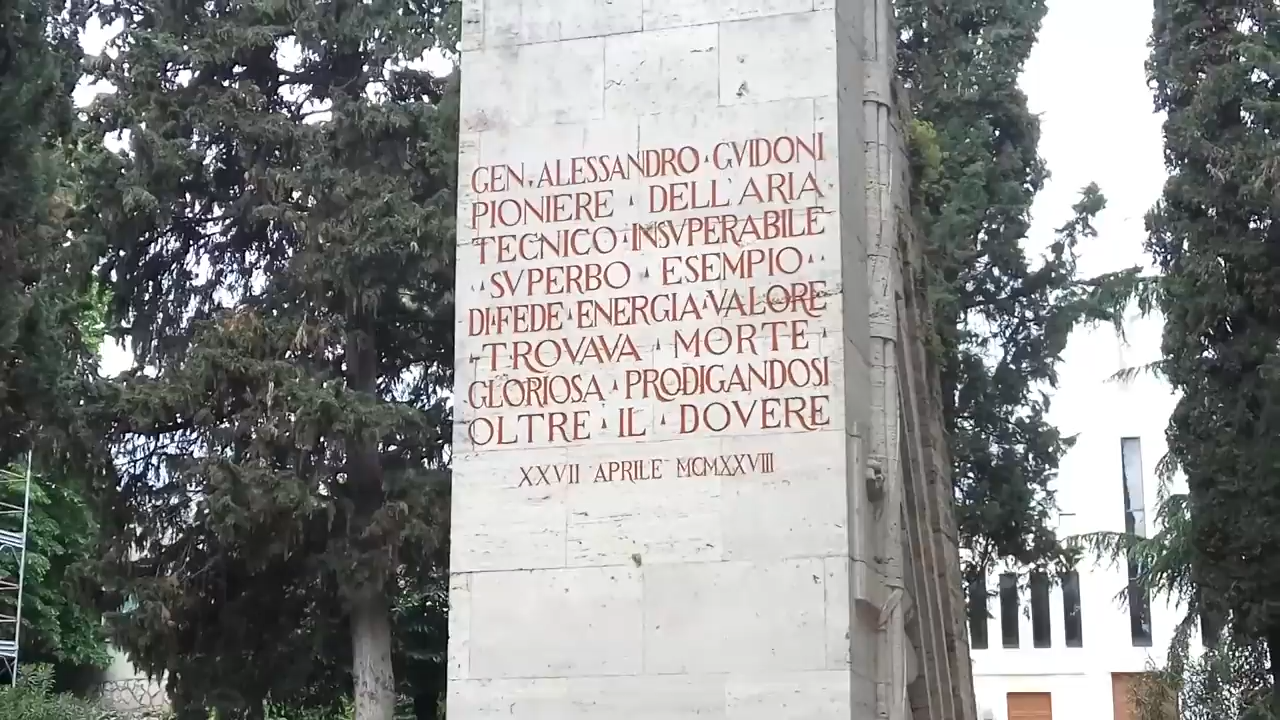 GEN · ALESSANDRO · GVIDONI
PIONIERE · DELL'ARIA
TECNICO · INSVPERABILE
· · SVPERBO · ESEMPIO · ·
DI · FEDE · ENERGIA · VALORE
· TROVAVA · MORTE ·
GLORIOSA · PRODIGANDOSI
OLTRE · IL · DOVERE
XXVII APRILE MCMXXVIII